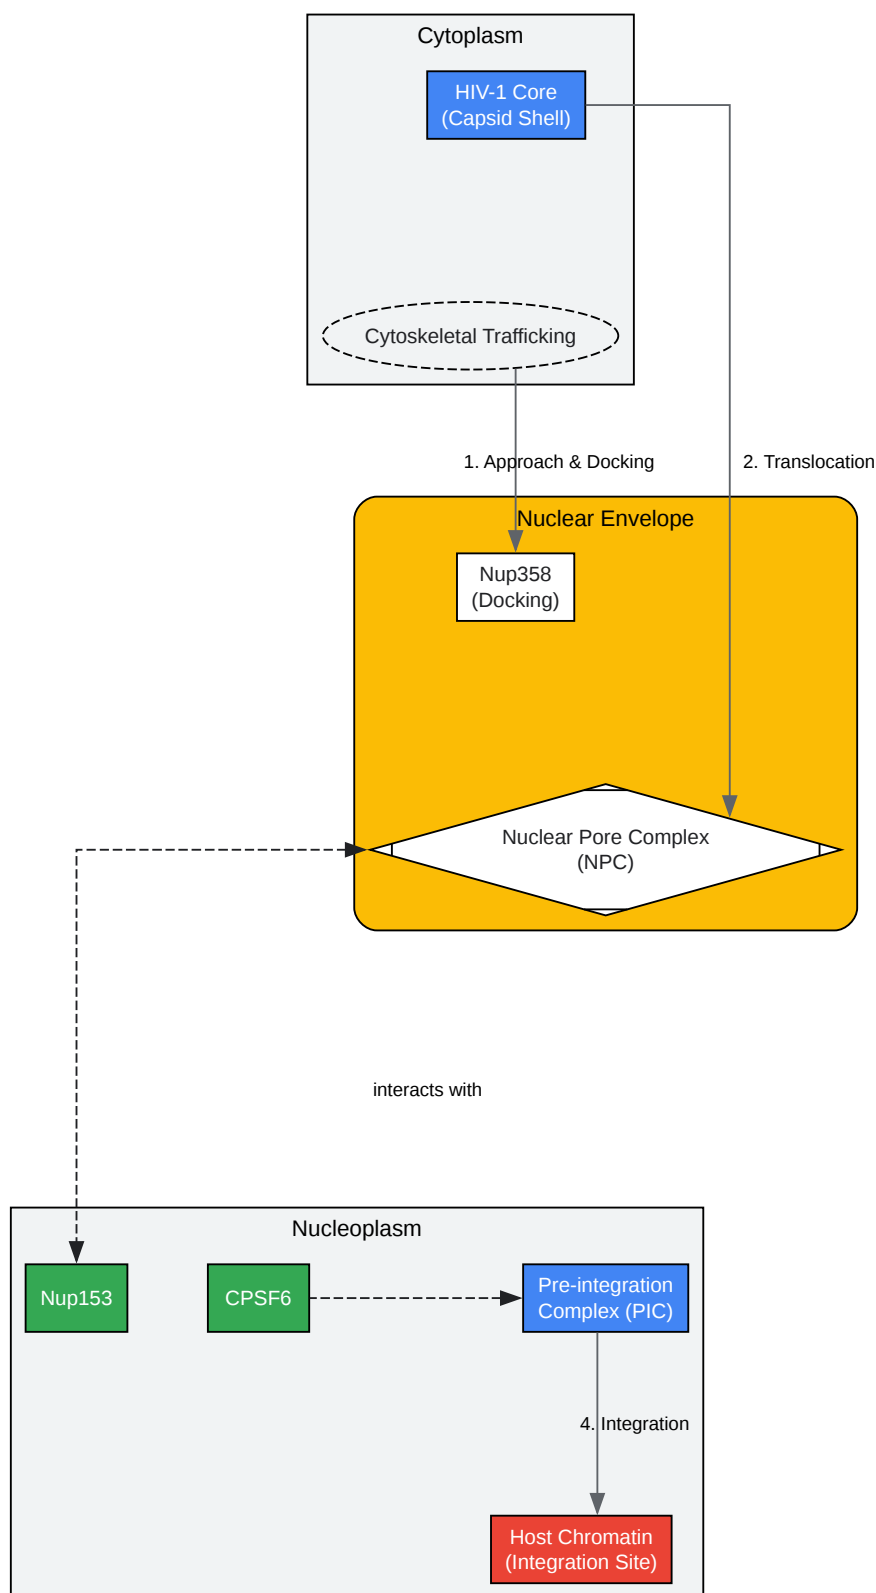 Cytoplasm
HIV-1 Core
(Capsid Shell)
Cytoskeletal Trafficking
1. Approach & Docking
2. Translocation
Nuclear Envelope
Nup358
(Docking)
Nuclear Pore Complex
(NPC)
interacts with
Nucleoplasm
Nup153
CPSF6
Pre-integration
Complex (PIC)
4. Integration
Host Chromatin
(Integration Site)